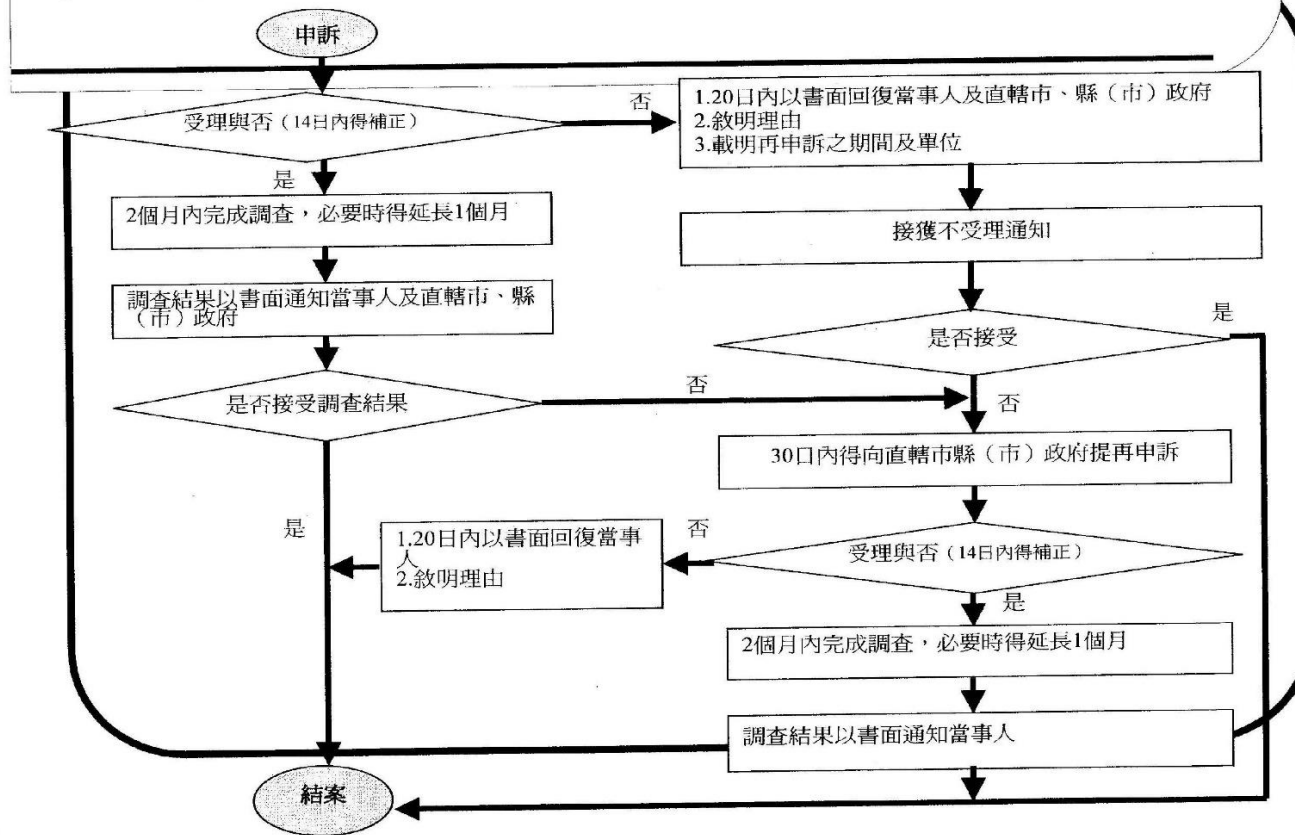 申訴
受理與否（14日內得補正）
否
1.20日內以書面回復當事人及直轄市、縣（市）政府
2.敘明理由
3.載明再申訴之期間及單位
是
2個月內完成調查，必要時得延長1個月
接獲不受理通知
調查結果以書面通知當事人及直轄市、縣
（市）政府
是否接受
是
是否接受調查結果
否
否
30日內得向直轄市縣（市）政府提再申訴
是
1.20日內以書面回復當事
人
2.敘明理由
否
受理與否（14日內得補正）
是
2個月內完成調查，必要時得延長1個月
調查結果以書面通知當事人
結案